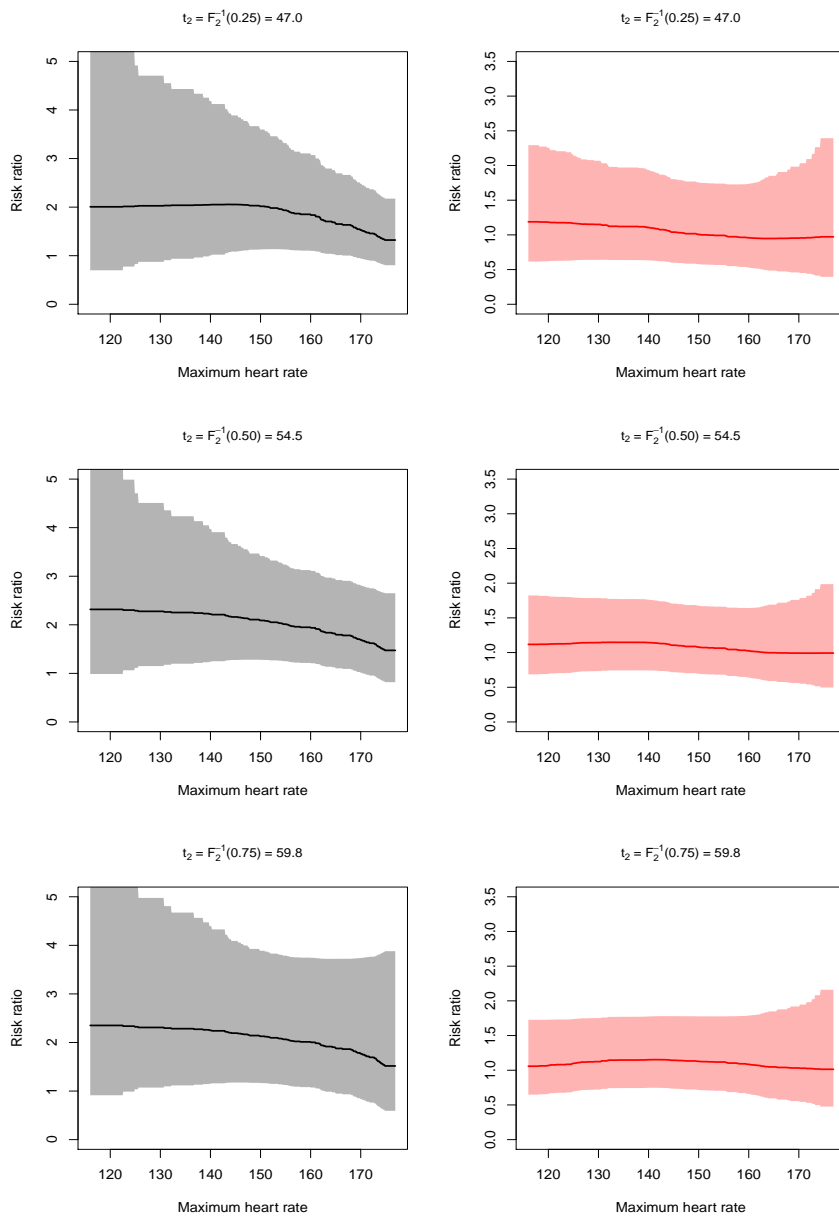 t₂ = F₂⁻¹(0.25) = 47.0
Risk ratio
0 1 2 3 4 5
120 130 140 150 160 170
Maximum heart rate
t₂ = F₂⁻¹(0.25) = 47.0
Risk ratio
0.0 0.5 1.0 1.5 2.0 2.5 3.0 3.5
120 130 140 150 160 170
Maximum heart rate
t₂ = F₂⁻¹(0.50) = 54.5
Risk ratio
0 1 2 3 4 5
120 130 140 150 160 170
Maximum heart rate
t₂ = F₂⁻¹(0.50) = 54.5
Risk ratio
0.0 0.5 1.0 1.5 2.0 2.5 3.0 3.5
120 130 140 150 160 170
Maximum heart rate
t₂ = F₂⁻¹(0.75) = 59.8
Risk ratio
0 1 2 3 4 5
120 130 140 150 160 170
Maximum heart rate
t₂ = F₂⁻¹(0.75) = 59.8
Risk ratio
0.0 0.5 1.0 1.5 2.0 2.5 3.0 3.5
120 130 140 150 160 170
Maximum heart rate